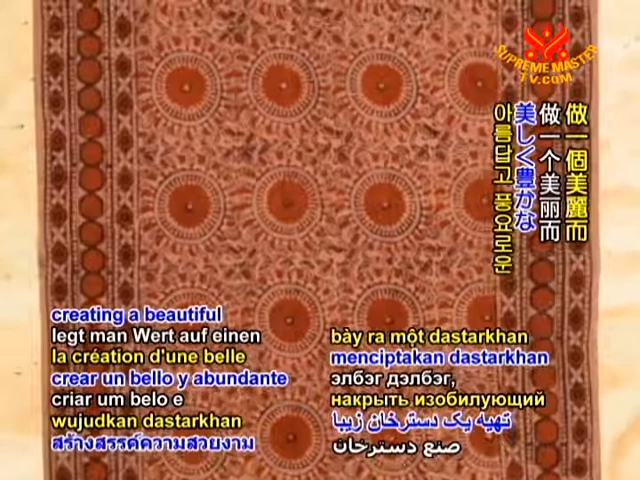 SUPREME MASTER
TV.COM
做一個美麗而
做一个美丽而
美しく豊かな
아름답고 풍요로운
creating a beautiful
legt man Wert auf einen
la création d'une belle
crear un bello y abundante
criar um belo e
wujudkan dastarkhan
สร้างสรรค์ความสวยงาม
bày ra một dastarkhan
menciptakan dastarkhan
элбэг дэлбэг,
накрыть изобилующий
تهیه یک دسترخان زیبا
صنع دسترخان